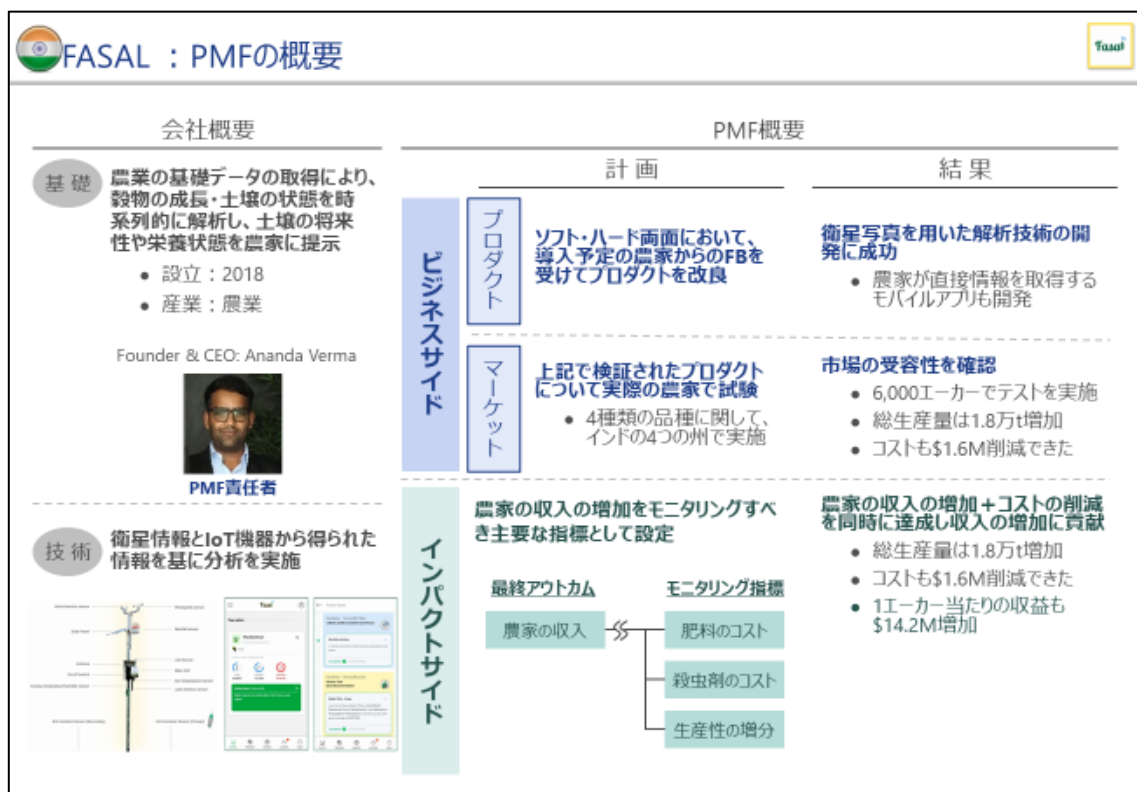 FASAL ：PMFの概要
Fasal
会社概要
基 礎
農業の基礎データの取得により、
穀物の成長・土壌の状態を時
系列的に解析し、土壌の将来
性や栄養状態を農家に提示
● 設立：2018
● 産業：農業
Founder & CEO: Ananda Verma
PMF責任者
技 術
衛星情報とIoT機器から得られた
情報を基に分析を実施
Fasal
PMF概要
計 画
結 果
ビジネスサイド
プロダクト
ソフト・ハード両面において、
導入予定の農家からのFBを
受けてプロダクトを改良
衛星写真を用いた解析技術の開
発に成功
● 農家が直接情報を取得する
モバイルアプリも開発
マーケット
上記で検証されたプロダクト
について実際の農家で試験
● 4種類の品種に関して、
インドの4つの州で実施
市場の受容性を確認
● 6,000エーカーでテストを実施
● 総生産量は1.8万t増加
● コストも$1.6M削減できた
インパクトサイド
農家の収入の増加をモニタリングすべ
き主要な指標として設定
最終アウトカム
モニタリング指標
農家の収入
肥料のコスト
殺虫剤のコスト
生産性の増分
農家の収入の増加＋コストの削減
を同時に達成し収入の増加に貢献
● 総生産量は1.8万t増加
● コストも$1.6M削減できた
● 1エーカー当たりの収益も
$14.2M増加